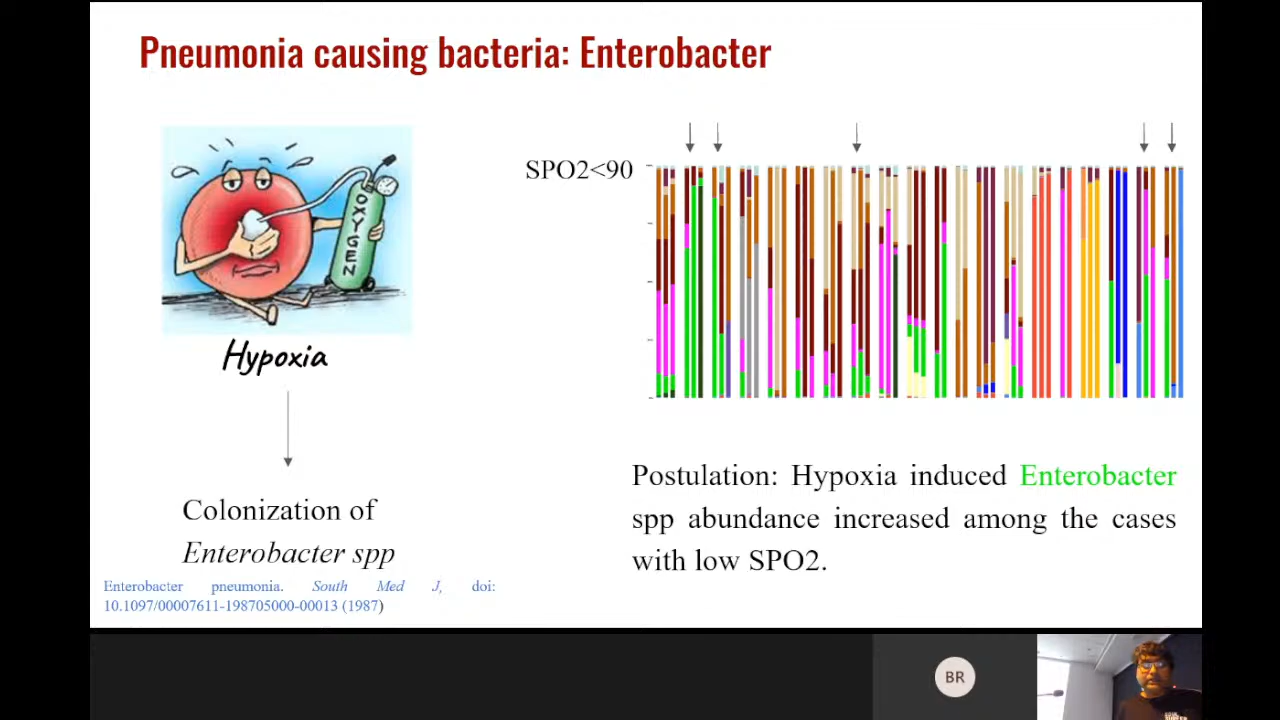 Pneumonia causing bacteria: Enterobacter
OXYGEN
Hypoxia
Colonization of
Enterobacter spp
Enterobacter pneumonia. South Med J, doi:
10.1097/00007611-198705000-00013 (1987)
SPO2<90
Postulation: Hypoxia induced Enterobacter
spp abundance increased among the cases
with low SPO2.
BR